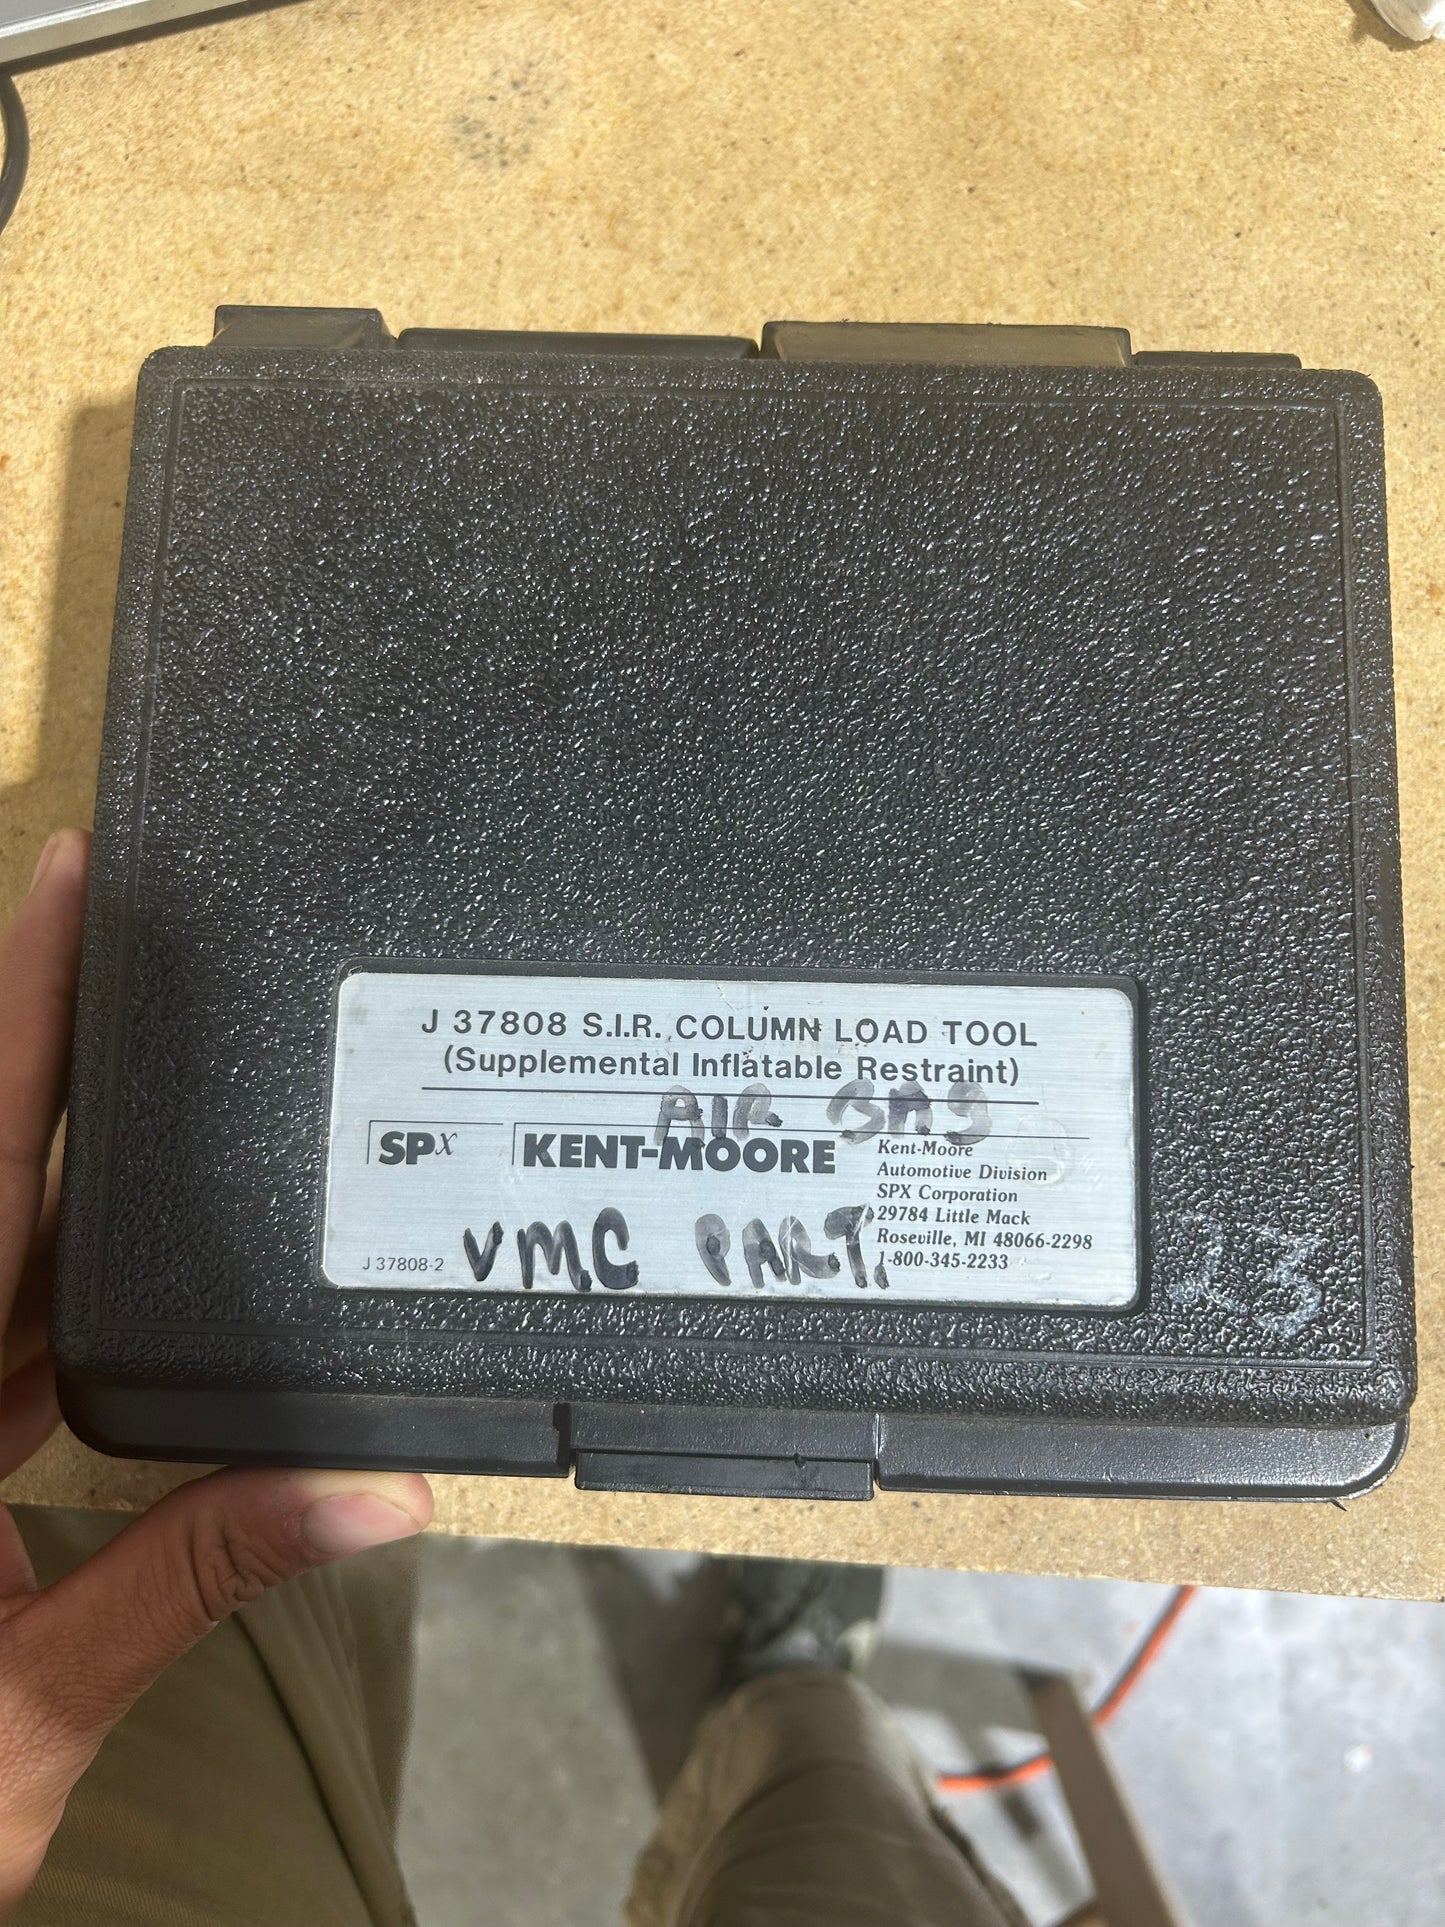 J 37808 S.I.R. COLUMN LOAD TOOL
(Supplemental Inflatable Restraint)
AIR BAG
SPX
KENT-MOORE
Kent-Moore
Automotive Division
SPX Corporation
29784 Little Mack
Roseville, MI 48066-2298
1-800-345-2233
J 37808-2
VMC PART.
23